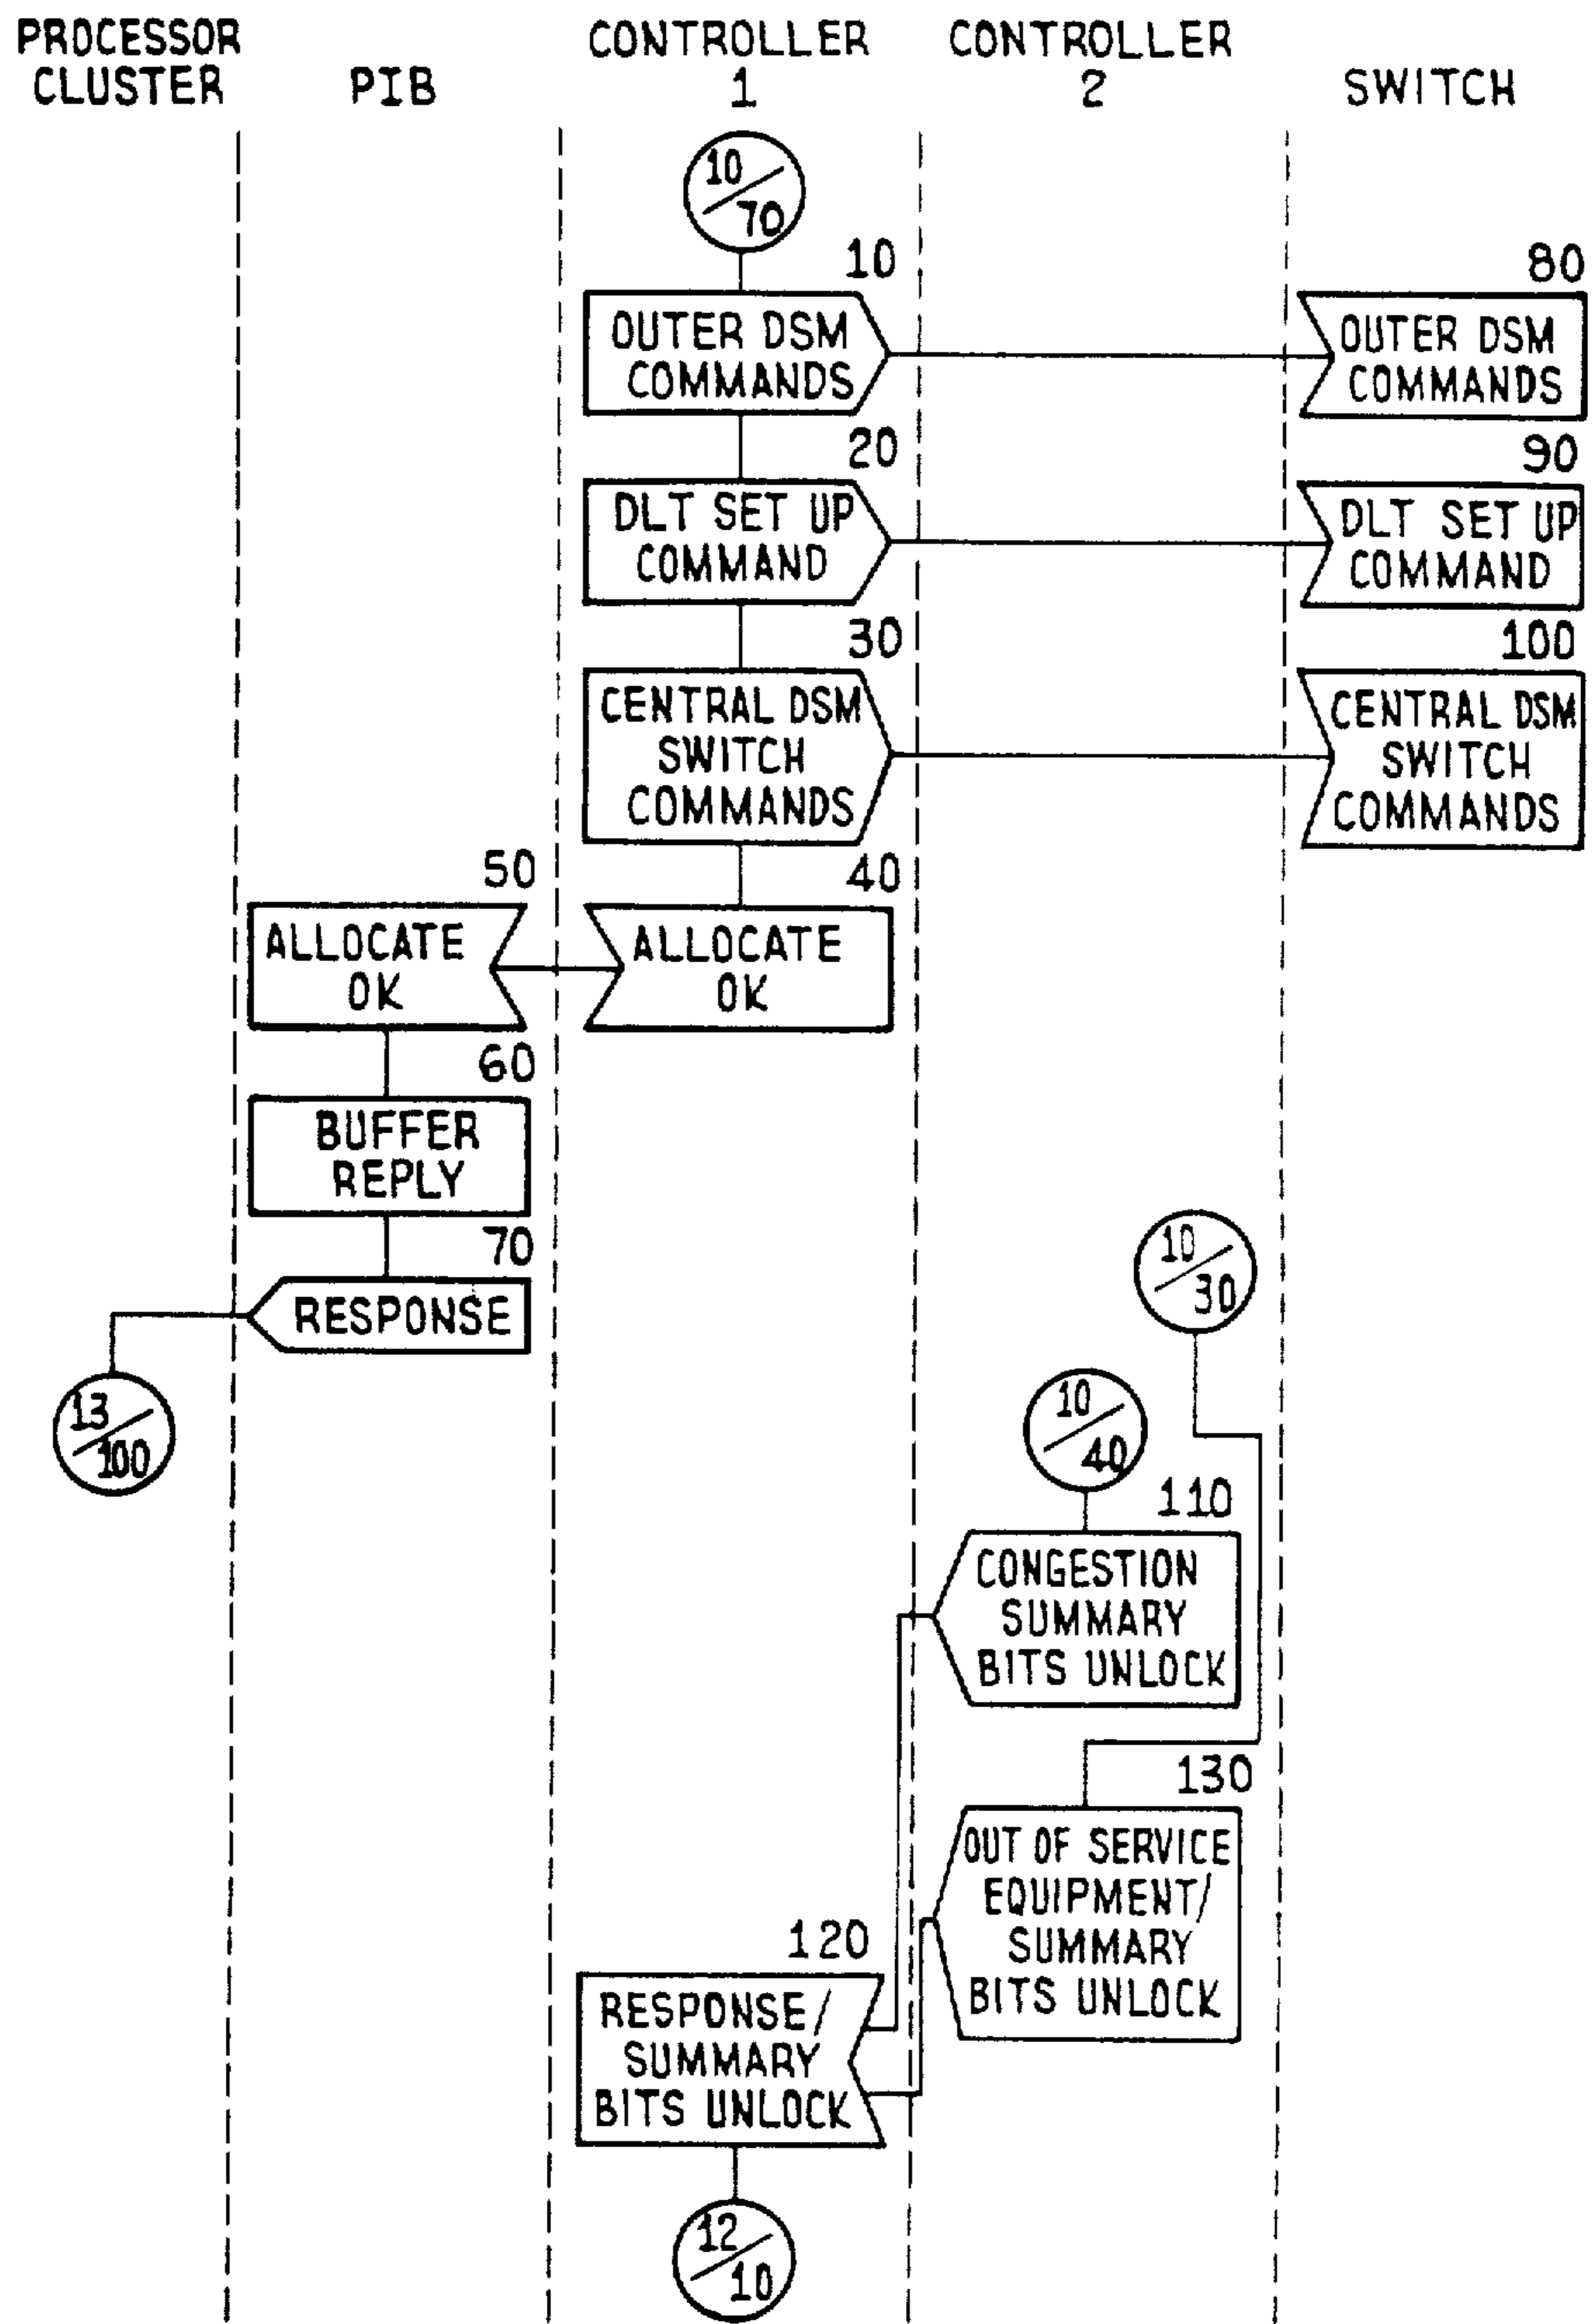 PROCESSOR
CLUSTER
PIB
CONTROLLER
1
CONTROLLER
2
SWITCH
10
70
10
OUTER DSM
COMMANDS
80
OUTER DSM
COMMANDS
20
DLT SET UP
COMMAND
90
DLT SET UP
COMMAND
30
CENTRAL DSM
SWITCH
COMMANDS
100
CENTRAL DSM
SWITCH
COMMANDS
50
ALLOCATE
OK
40
ALLOCATE
OK
60
BUFFER
REPLY
70
RESPONSE
13
100
10
30
10
40
110
CONGESTION
SUMMARY
BITS UNLOCK
130
OUT OF SERVICE
EQUIPMENT/
SUMMARY
BITS UNLOCK
120
RESPONSE/
SUMMARY
BITS UNLOCK
12
10